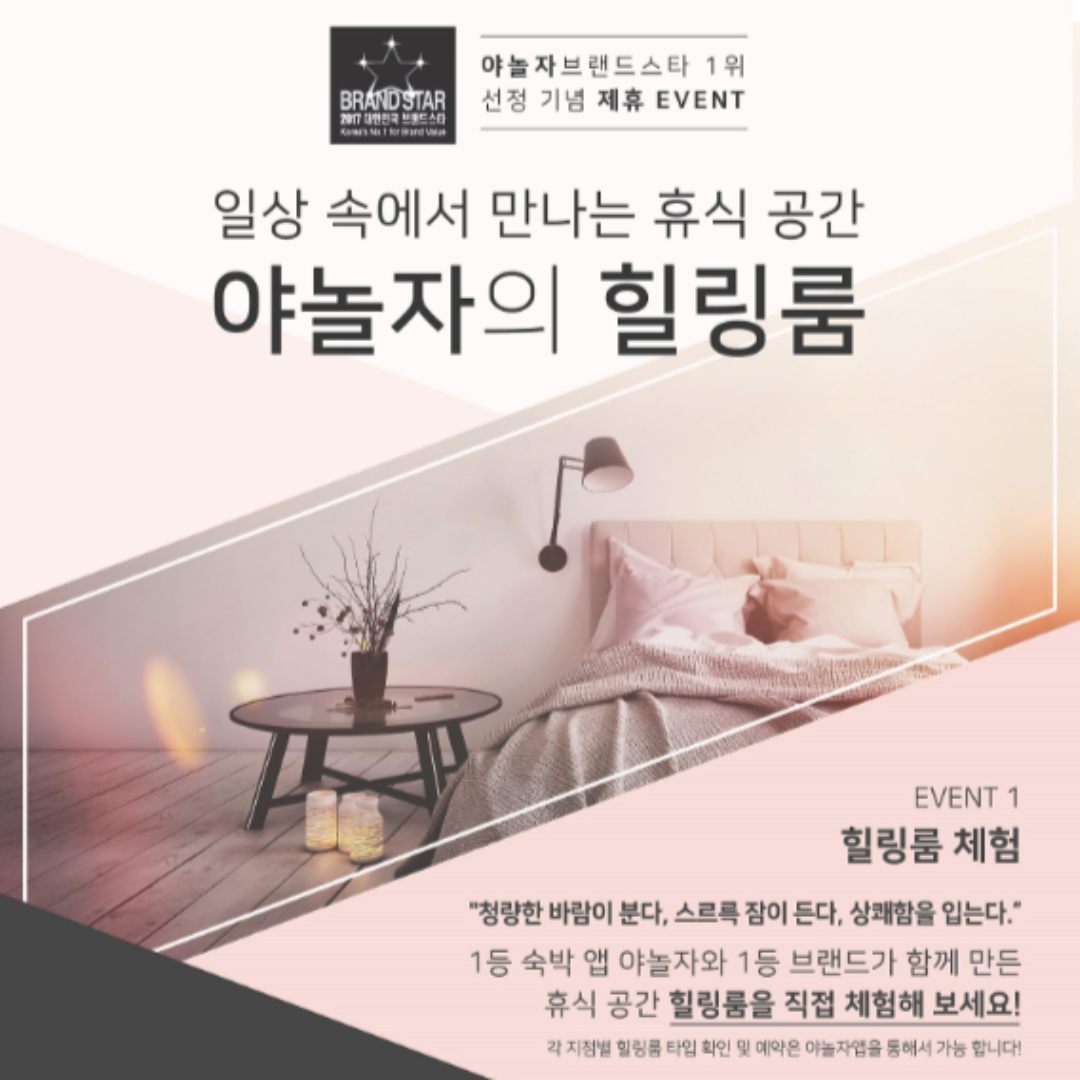 BRAND STAR
2017 대한민국 브랜드스타
Korea's No.1 for Brand Value
야놀자브랜드스타 1위
선정 기념 제휴 EVENT
일상 속에서 만나는 휴식 공간
야놀자의 힐링룸
EVENT 1
힐링룸 체험
"청량한 바람이 분다, 스르륵 잠이 든다, 상쾌함을 입는다."
1등 숙박 앱 야놀자와 1등 브랜드가 함께 만든
휴식 공간 힐링룸을 직접 체험해 보세요!
각 지점별 힐링룸 타입 확인 및 예약은 야놀자앱을 통해서 가능 합니다!